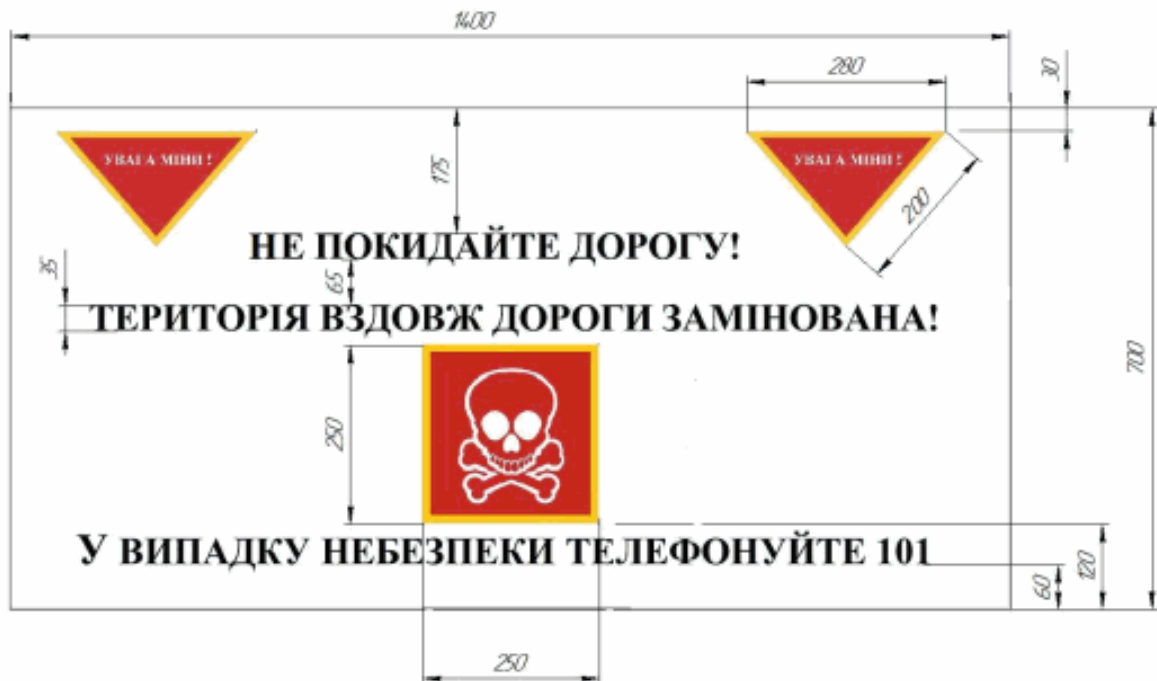 1400
280
30
УВАГА МІНИ !
УВАГА МІНИ !
175
200
НЕ ПОКИДАЙТЕ ДОРОГУ!
35
65
ТЕРИТОРІЯ ВЗДОВЖ ДОРОГИ ЗАМІНОВАНА!
700
250
У ВИПАДКУ НЕБЕЗПЕКИ ТЕЛЕФОНУЙТЕ 101
60
120
250